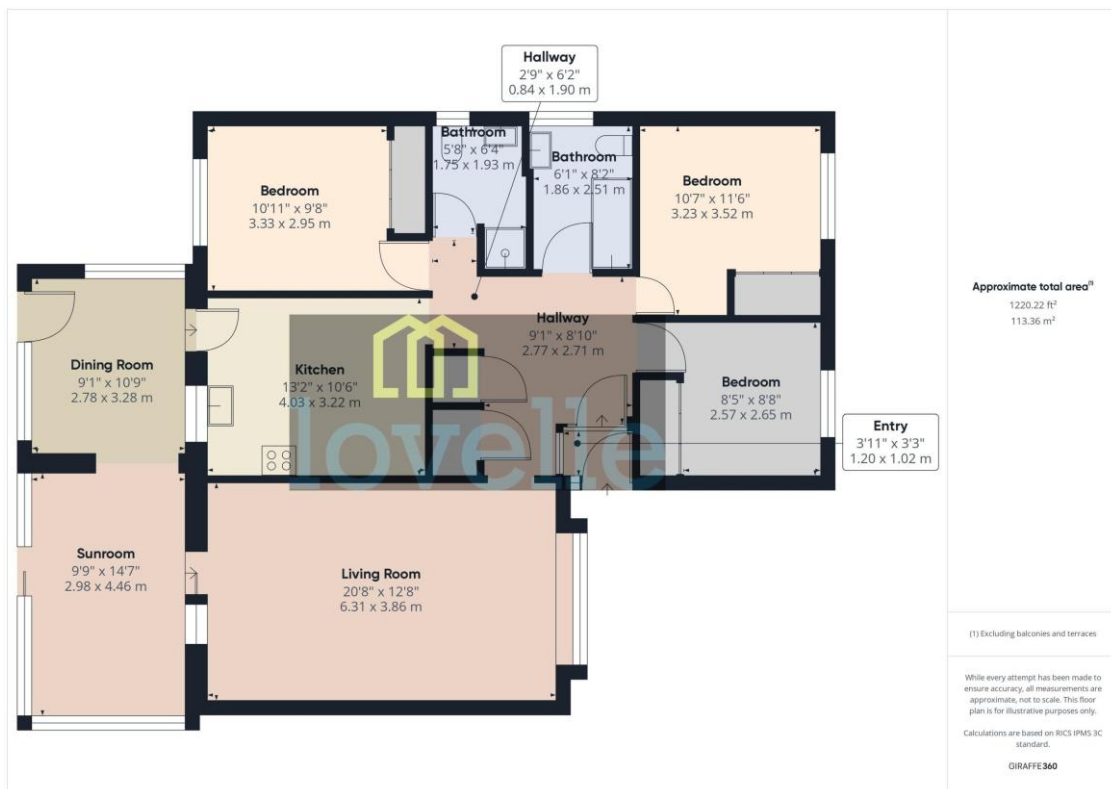 Hallway
2'9" x 6'2"
0.84 x 1.90 m
Bedroom
10'11" x 9'8"
3.33 x 2.95 m
Bathroom
5'8" x 6'4"
1.75 x 1.93 m
Bathroom
6'1" x 8'2"
1.86 x 2.51 m
Bedroom
10'7" x 11'6"
3.23 x 3.52 m
Dining Room
9'1" x 10'9"
2.78 x 3.28 m
Kitchen
13'2" x 10'6"
4.03 x 3.22 m
Hallway
9'1" x 8'10"
2.77 x 2.71 m
Bedroom
8'5" x 8'8"
2.57 x 2.65 m
Entry
3'11" x 3'3"
1.20 x 1.02 m
lovelle
Sunroom
9'9" x 14'7"
2.98 x 4.46 m
Living Room
20'8" x 12'8"
6.31 x 3.86 m
Approximate total area⁽¹⁾
1220.22 ft²
113.36 m²
(1) Excluding balconies and terraces
While every attempt has been made to
ensure accuracy, all measurements are
approximate, not to scale. This floor
plan is for illustrative purposes only.
Calculations are based on RICS IPMS 3C
standard.
GIRAFFE360